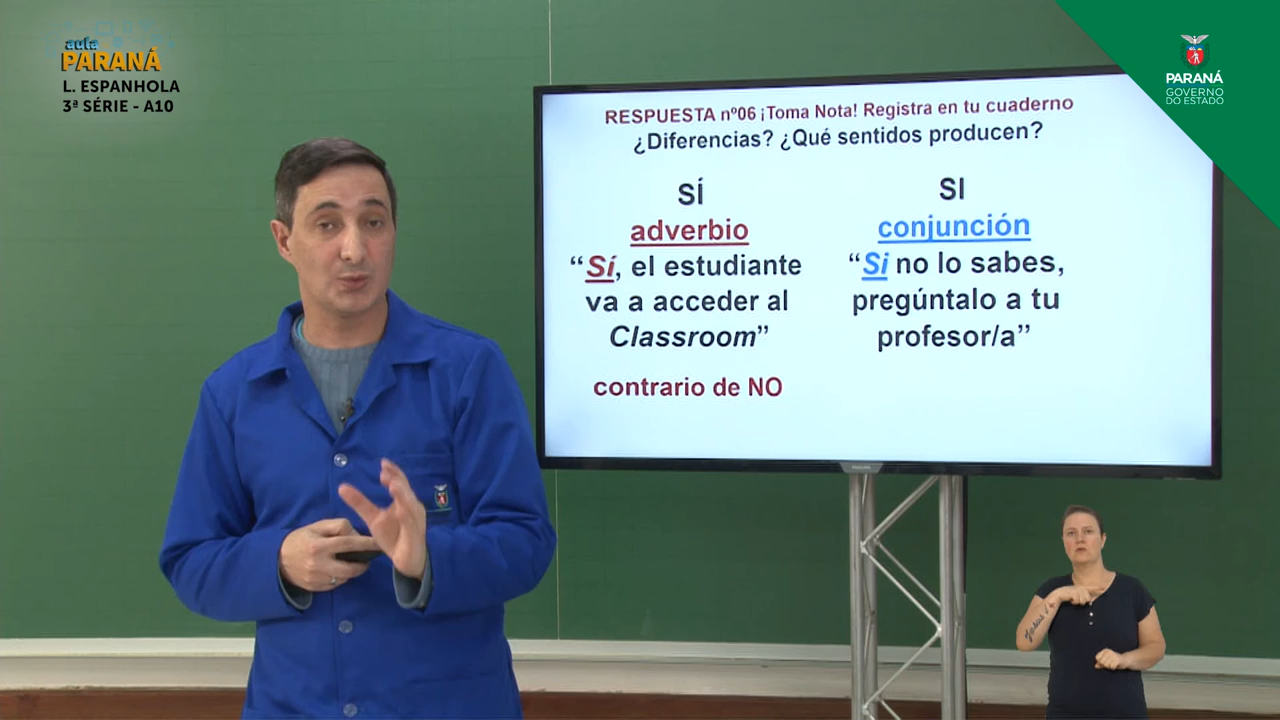 aula
PARANÁ
L. ESPANHOLA
3ª SÉRIE - A10
PARANÁ
GOVERNO
DO ESTADO
RESPUESTA nº06 ¡Toma Nota! Registra en tu cuaderno
¿Diferencias? ¿Qué sentidos producen?
SÍ
adverbio
“Sí, el estudiante
va a acceder al
Classroom”
contrario de NO
SI
conjunción
“Si no lo sabes,
pregúntalo a tu
profesor/a”